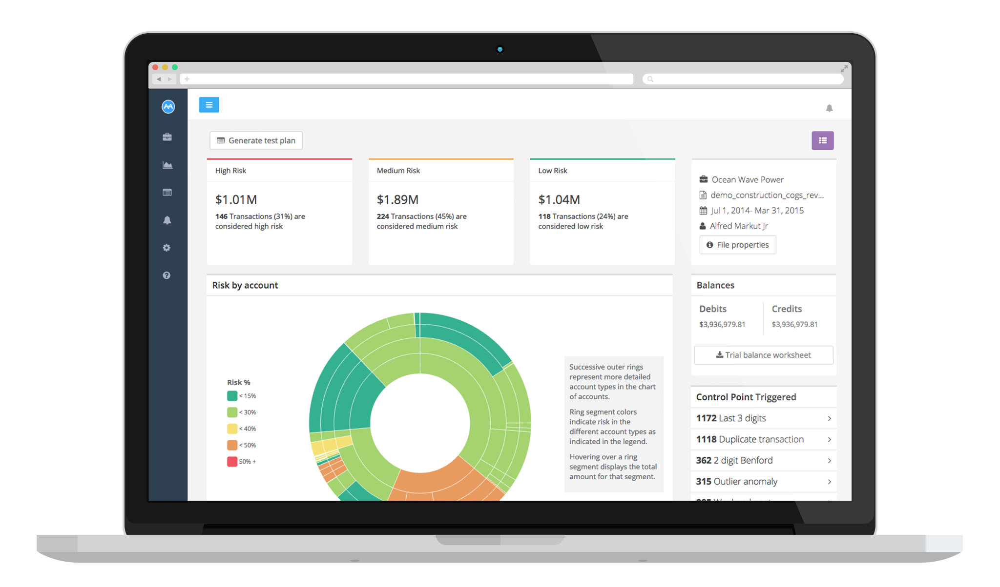 Generate test plan
High Risk
$1.01M
146 Transactions (31%) are
considered high risk
Medium Risk
$1.89M
224 Transactions (45%) are
considered medium risk
Low Risk
$1.04M
118 Transactions (24%) are
considered low risk
Ocean Wave Power
demo_construction_cogs_rev...
Jul 1, 2014- Mar 31, 2015
Alfred Markut Jr
File properties
Risk by account
Risk %
< 15%
< 30%
< 40%
< 50%
50% +
Successive outer rings
represent more detailed
account types in the chart
of accounts.
Ring segment colors
indicate risk in the
different account types as
indicated in the legend.
Hovering over a ring
segment displays the total
amount for that segment.
Balances
Debits
$3,936,979.81
Credits
$3,936,979.81
Trial balance worksheet
Control Point Triggered
1172 Last 3 digits
1118 Duplicate transaction
362 2 digit Benford
315 Outlier anomaly